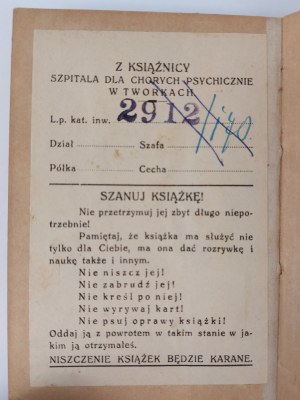 Z KSIĄŻNICY
SZPITALA DLA CHORYCH PSYCHICZNIE
W TWORKACH
L.p. kat. inw. 2912
Dział Szafa
Półka Cecha
SZANUJ KSIĄŻKĘ!
Nie przetrzymuj jej zbyt długo niepo-
trzebnie!
Pamiętaj, że książka ma służyć nie
tylko dla Ciebie, ma ona dać rozrywkę i
naukę także i innym.
Nie niszcz jej!
Nie zabrudź jej!
Nie kreśl po niej!
Nie wyrywaj kart!
Nie psuj oprawy książki!
Oddaj ją z powrotem w takim stanie w ja-
kim ją otrzymałeś.
NISZCZENIE KSIĄŻEK BĘDZIE KARANE.